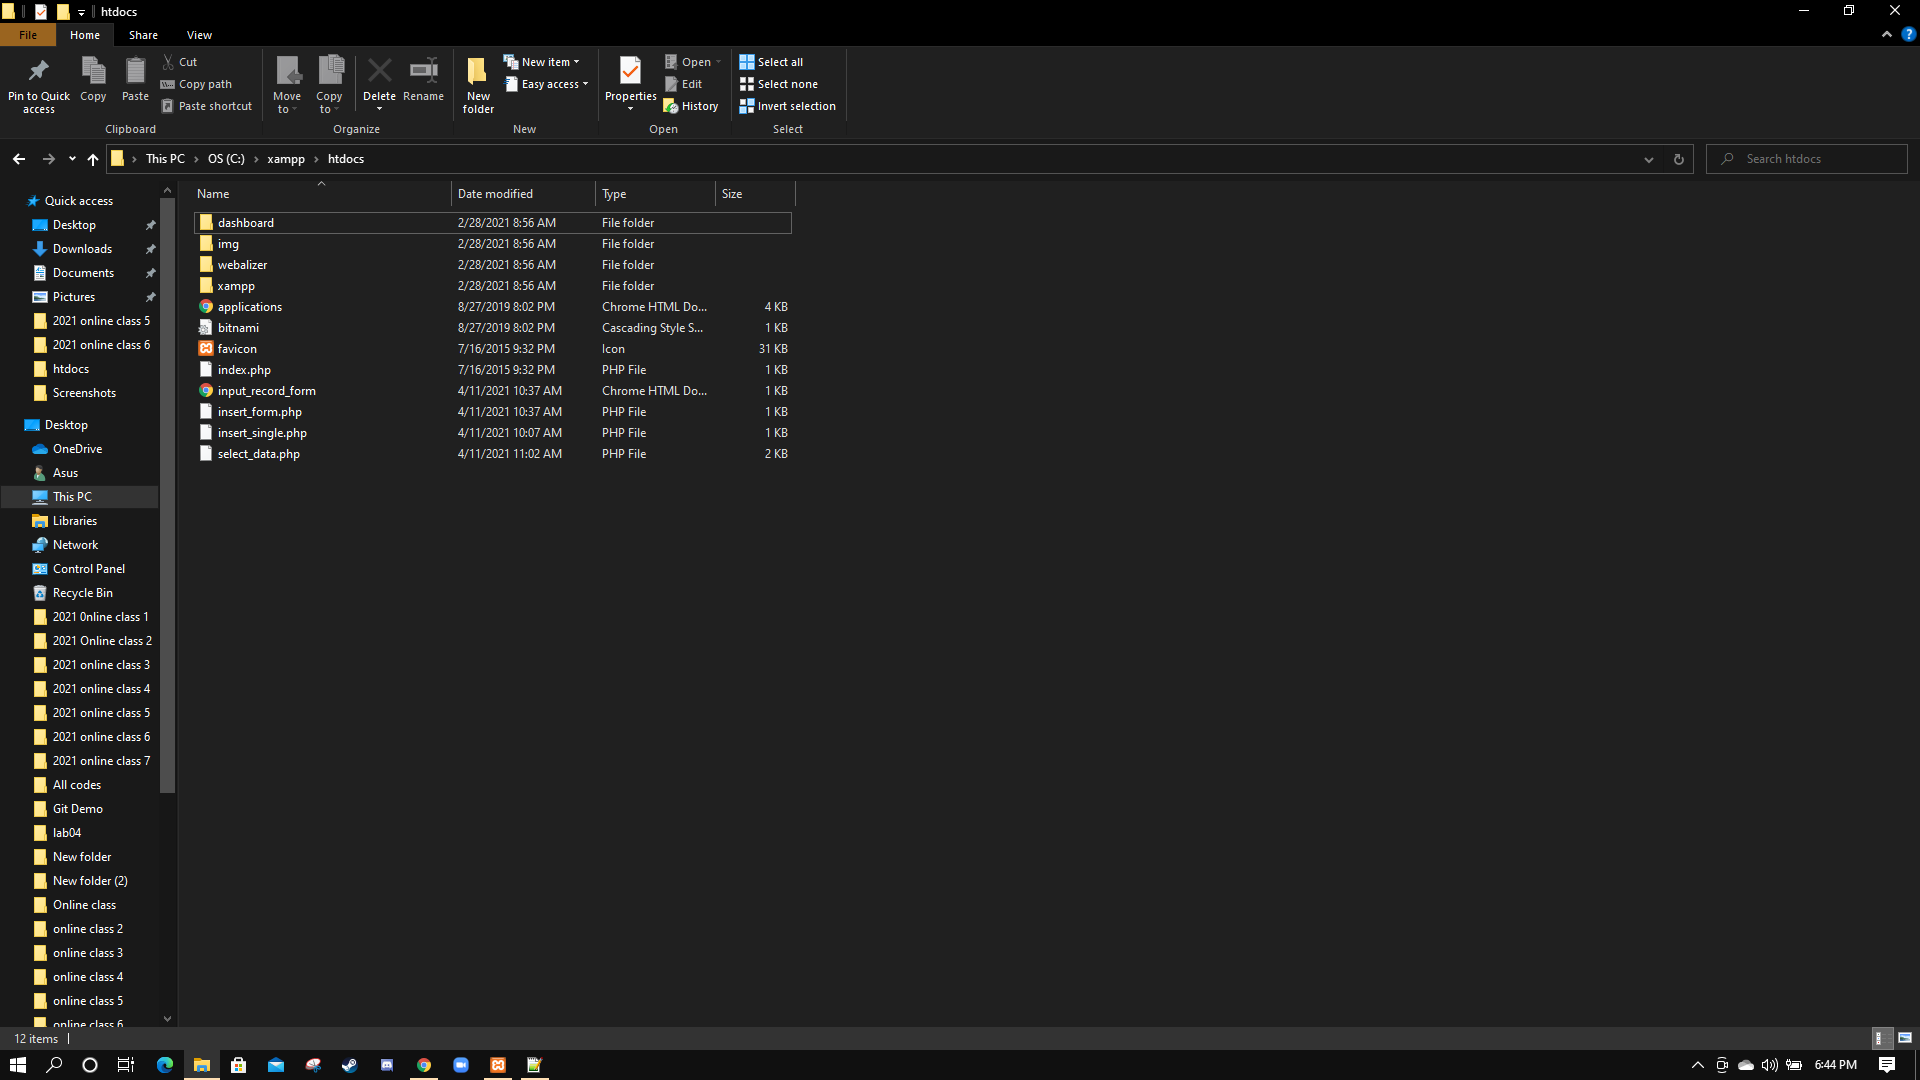 htdocs
File Home Share View
Pin to Quick access
Copy
Paste
Cut
Copy path
Paste shortcut
Clipboard
Move to
Copy to
Delete
Rename
Organize
New folder
New item
Easy access
New
Properties
Open
Edit
History
Open
Select all
Select none
Invert selection
Select
This PC > OS (C:) > xampp > htdocs
Search htdocs
Quick access
Desktop
Downloads
Documents
Pictures
2021 online class 5
2021 online class 6
htdocs
Screenshots
Desktop
OneDrive
Asus
This PC
Libraries
Network
Control Panel
Recycle Bin
2021 0nline class 1
2021 Online class 2
2021 online class 3
2021 online class 4
2021 online class 5
2021 online class 6
2021 online class 7
All codes
Git Demo
lab04
New folder
New folder (2)
Online class
online class 2
online class 3
online class 4
online class 5
online class 6
Name Date modified Type Size
dashboard 2/28/2021 8:56 AM File folder
img 2/28/2021 8:56 AM File folder
webalizer 2/28/2021 8:56 AM File folder
xampp 2/28/2021 8:56 AM File folder
applications 8/27/2019 8:02 PM Chrome HTML Do... 4 KB
bitnami 8/27/2019 8:02 PM Cascading Style S... 1 KB
favicon 7/16/2015 9:32 PM Icon 31 KB
index.php 7/16/2015 9:32 PM PHP File 1 KB
input_record_form 4/11/2021 10:37 AM Chrome HTML Do... 1 KB
insert_form.php 4/11/2021 10:37 AM PHP File 1 KB
insert_single.php 4/11/2021 10:07 AM PHP File 1 KB
select_data.php 4/11/2021 11:02 AM PHP File 2 KB
12 items
6:44 PM